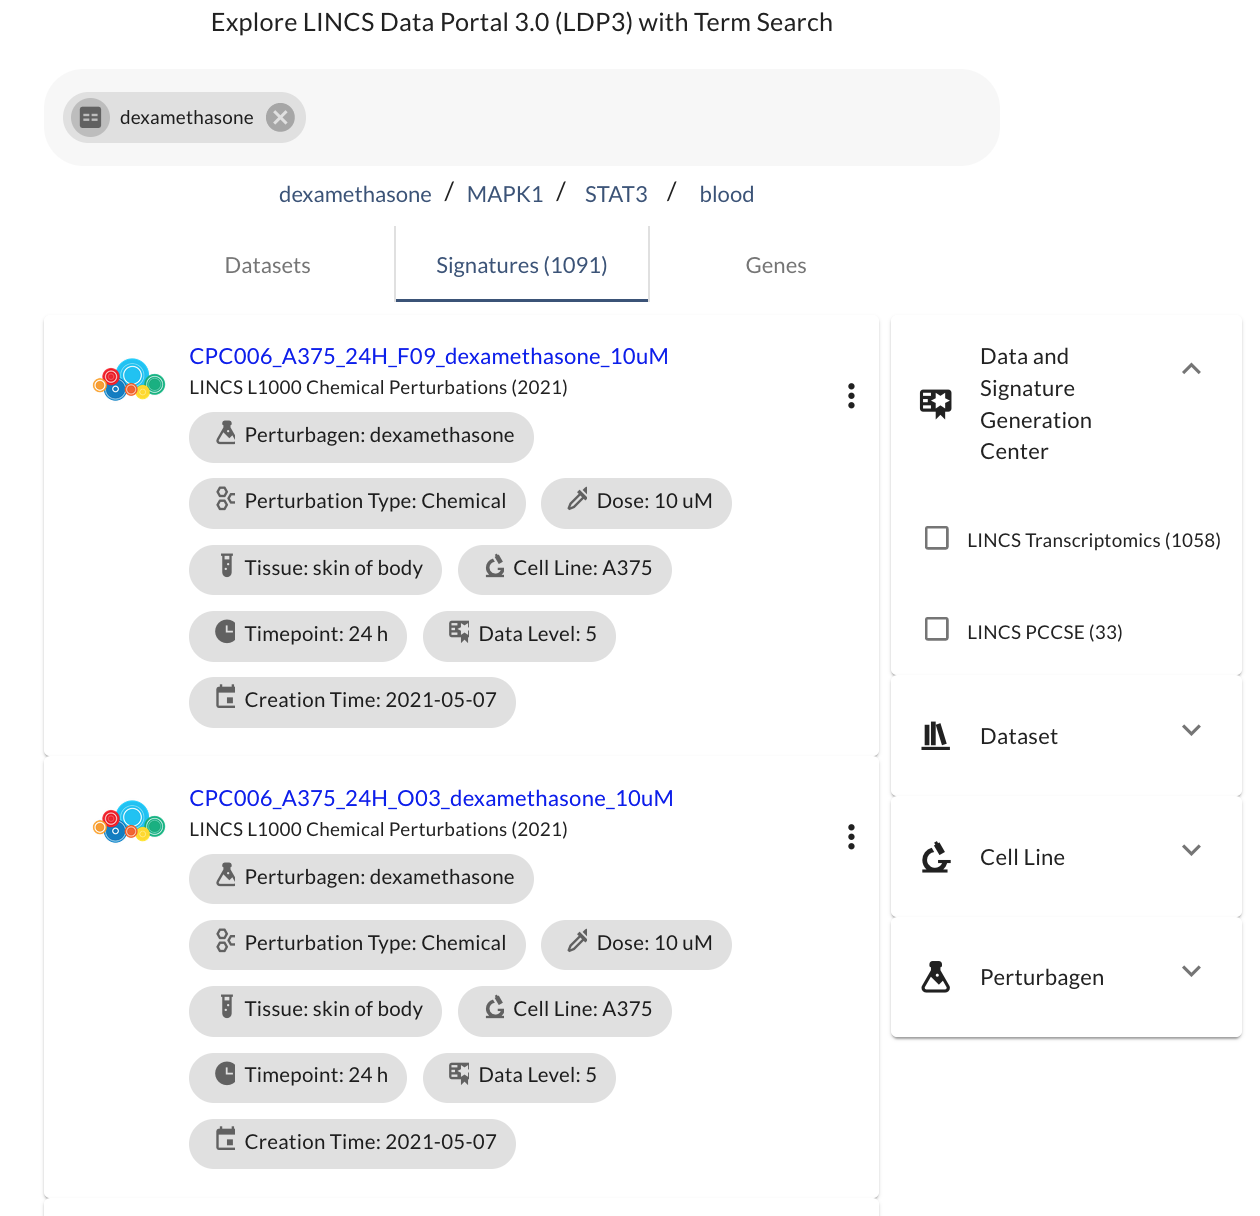 Explore LINCS Data Portal 3.0 (LDP3) with Term Search
dexamethasone
dexamethasone / MAPK1 / STAT3 / blood
Datasets
Signatures (1091)
Genes
CPC006_A375_24H_F09_dexamethasone_10uM
LINCS L1000 Chemical Perturbations (2021)
Perturbagen: dexamethasone
Perturbation Type: Chemical
Dose: 10 uM
Tissue: skin of body
Cell Line: A375
Timepoint: 24 h
Data Level: 5
Creation Time: 2021-05-07
CPC006_A375_24H_O03_dexamethasone_10uM
LINCS L1000 Chemical Perturbations (2021)
Perturbagen: dexamethasone
Perturbation Type: Chemical
Dose: 10 uM
Tissue: skin of body
Cell Line: A375
Timepoint: 24 h
Data Level: 5
Creation Time: 2021-05-07
Data and
Signature
Generation
Center
LINCS Transcriptomics (1058)
LINCS PCCSE (33)
Dataset
Cell Line
Perturbagen